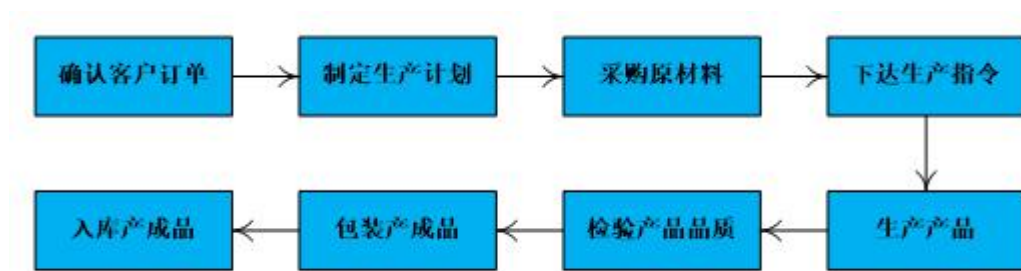 确认客户订单
制定生产计划
采购原材料
下达生产指令
生产产品
检验产品品质
包装产成品
入库产成品